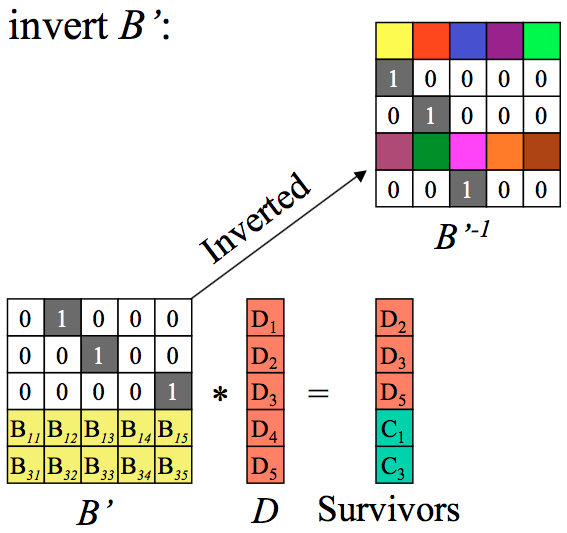 invert B’:
1 0 0 0 0
0 1 0 0 0
0 0 1 0 0
B’-1
Inverted
0 1 0 0 0
0 0 1 0 0
0 0 0 0 1
B11 B12 B13 B14 B15
B31 B32 B33 B34 B35
B’
*
D1
D2
D3
D4
D5
D
=
D2
D3
D5
C1
C3
Survivors